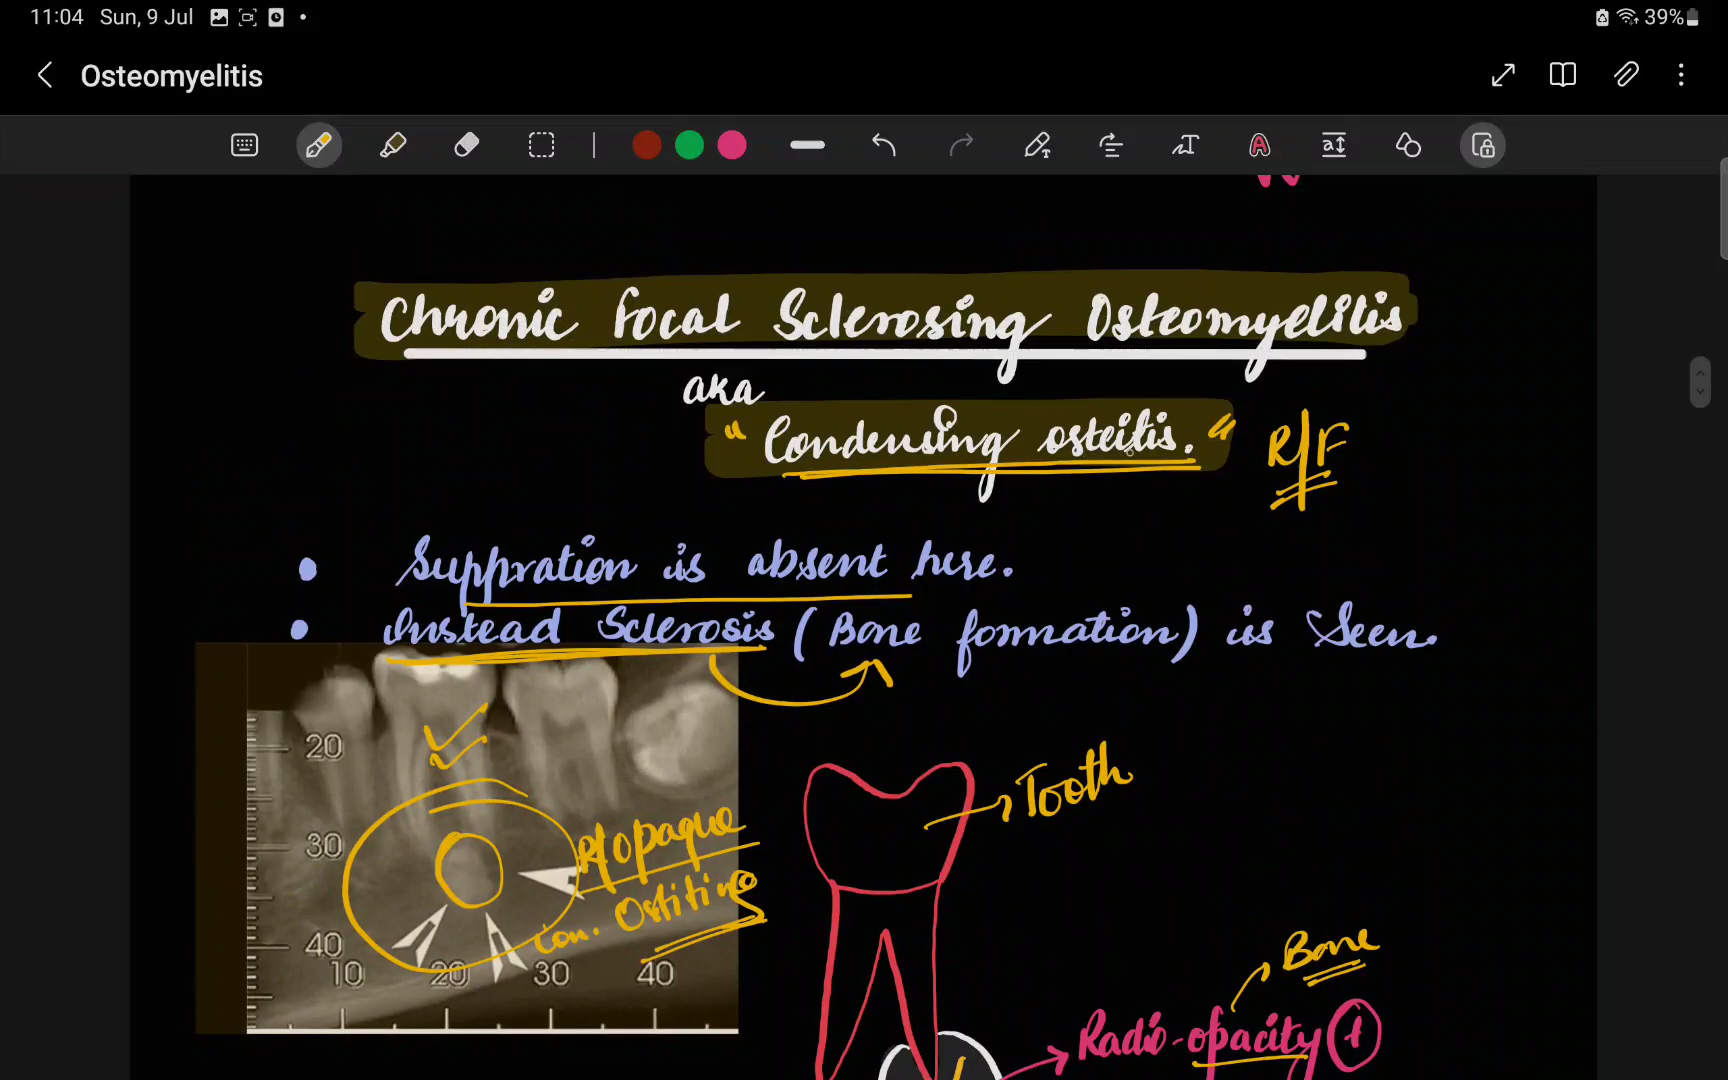 11:04 Sun, 9 Jul 39%
Osteomyelitis
Chronic focal Sclerosing Osteomyelitis
aka
"Condensing osteitis." R/F
• Suppration is absent here.
• Instead Sclerosis (Bone formation) is Seen.
20
30
40
10 20 30 40
R/opaque
Con. Ostitis
Tooth
Bone
Radio-opacity +